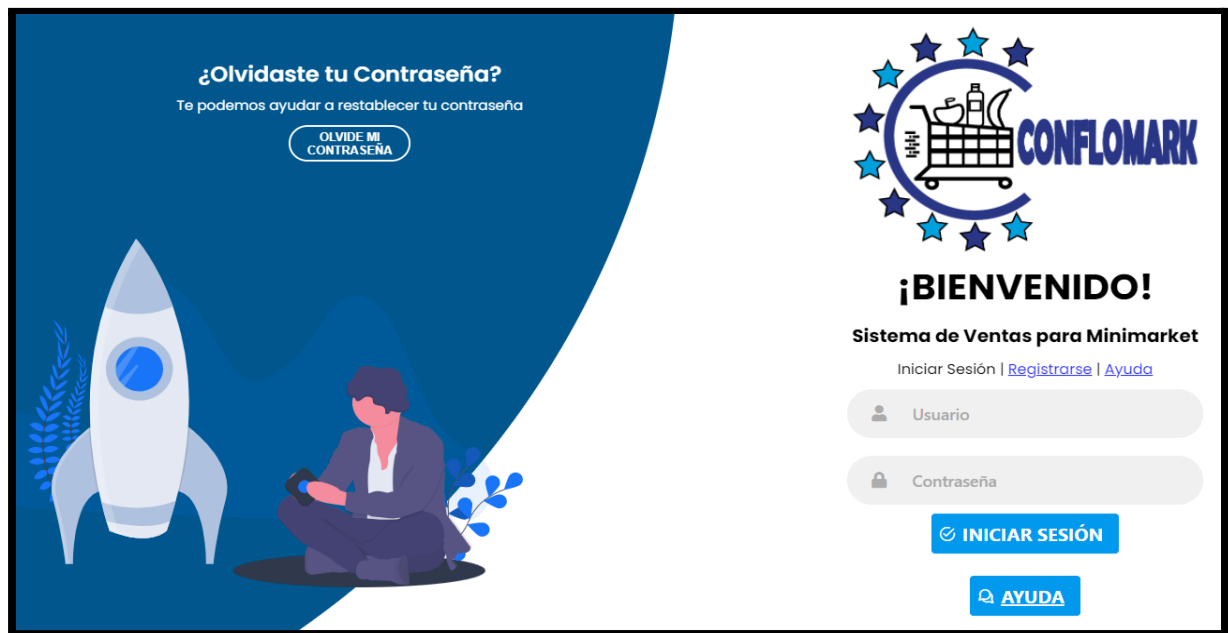 ¿Olvidaste tu Contraseña?
Te podemos ayudar a restablecer tu contraseña
OLVIDE MI
CONTRASEÑA
CONFLOMARK
¡BIENVENIDO!
Sistema de Ventas para Minimarket
Iniciar Sesión | Registrarse | Ayuda
Usuario
Contraseña
INICIAR SESIÓN
AYUDA